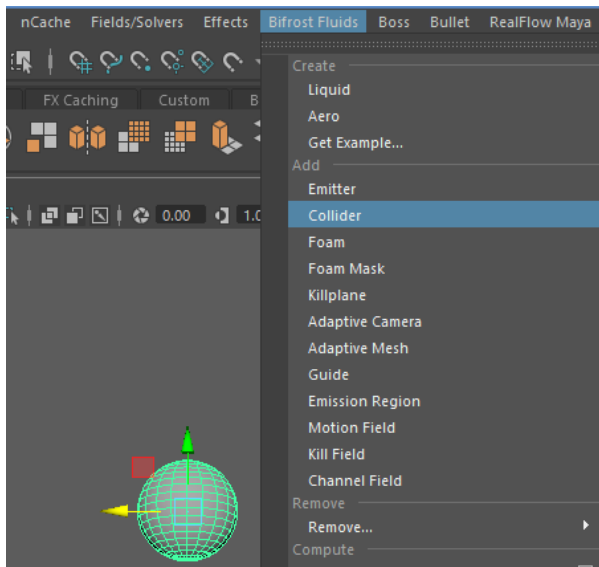 nCache Fields/Solvers Effects Bifrost Fluids Boss Bullet RealFlow Maya
Create
Liquid
FX Caching Custom B
Aero
Get Example...
Add
Emitter
0.00 1.0
Collider
Foam
Foam Mask
Killplane
Adaptive Camera
Adaptive Mesh
Guide
Emission Region
Motion Field
Kill Field
Channel Field
Remove
Remove...
Compute